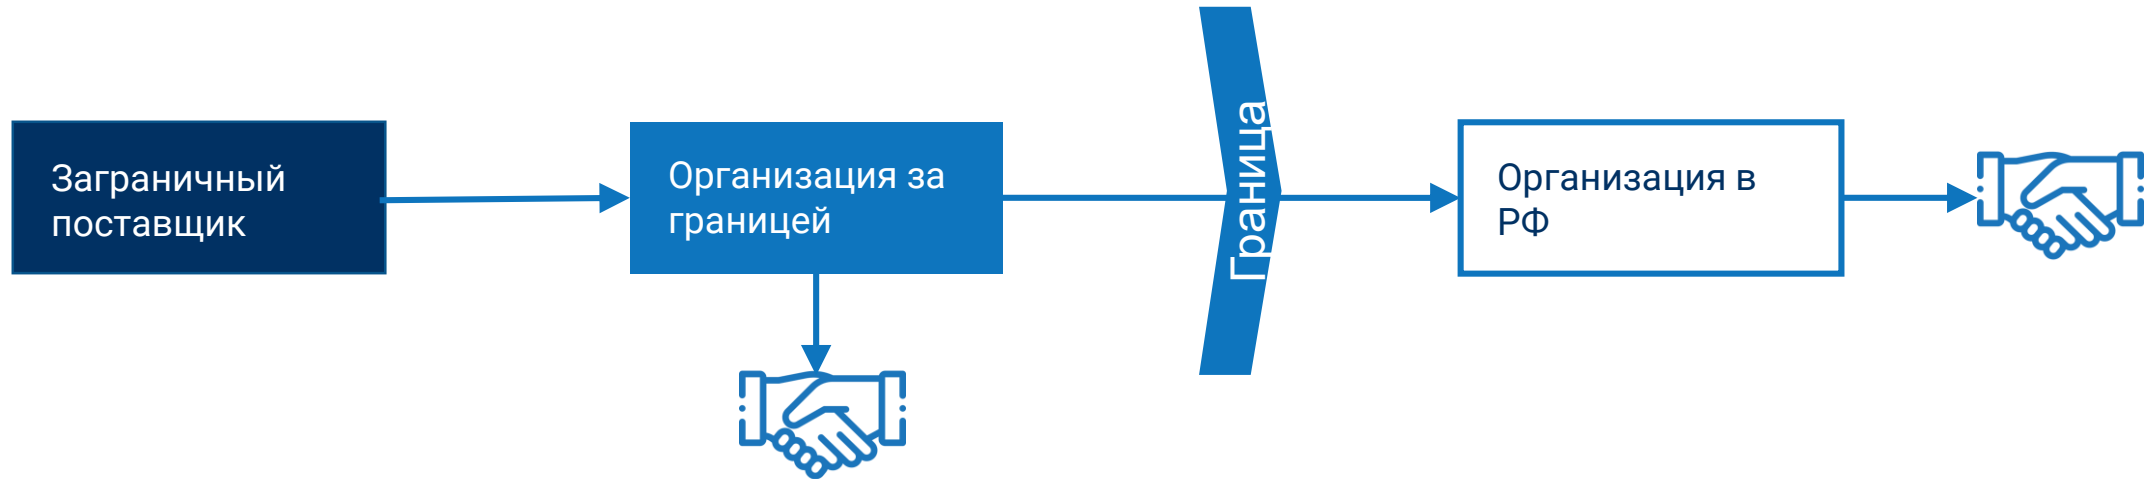 Заграничный
поставщик
Организация за
границей
Граница
Организация в
РФ